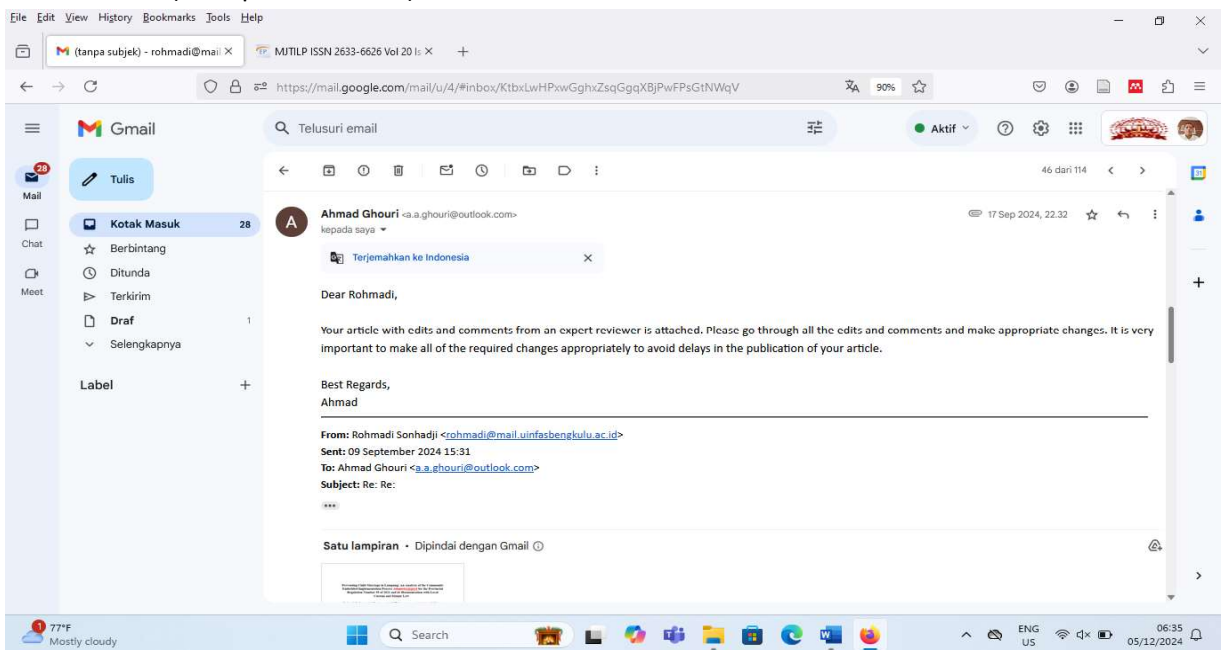 File Edit View History Bookmarks Tools Help
(tanpa subjek) - rohmadi@mail
MJTILP ISSN 2633-6626 Vol 20 Is
https://mail.google.com/mail/u/4/#inbox/KtbxLwHPxwGghxZsqGgqXBjPwFPsGtNWqV
90%
Gmail
Telusuri email
Aktif
28
Mail
Tulis
46 dari 114
31
Kotak Masuk 28
Chat
Berbintang
Ditunda
Meet
Terkirim
Draf 1
Selengkapnya
Label
A
Ahmad Ghouri <a.a.ghouri@outlook.com>
17 Sep 2024, 22.32
kepada saya
Terjemahkan ke Indonesia
Dear Rohmadi,
Your article with edits and comments from an expert reviewer is attached. Please go through all the edits and comments and make appropriate changes. It is very
important to make all of the required changes appropriately to avoid delays in the publication of your article.
Best Regards,
Ahmad
From: Rohmadi Sonhadji <rohmadi@mail.uinfasbengkulu.ac.id>
Sent: 09 September 2024 15:31
To: Ahmad Ghouri <a.a.ghouri@outlook.com>
Subject: Re: Re:
Satu lampiran • Dipindai dengan Gmail
1
77°F
Mostly cloudy
Search
ENG
US
06:35
05/12/2024